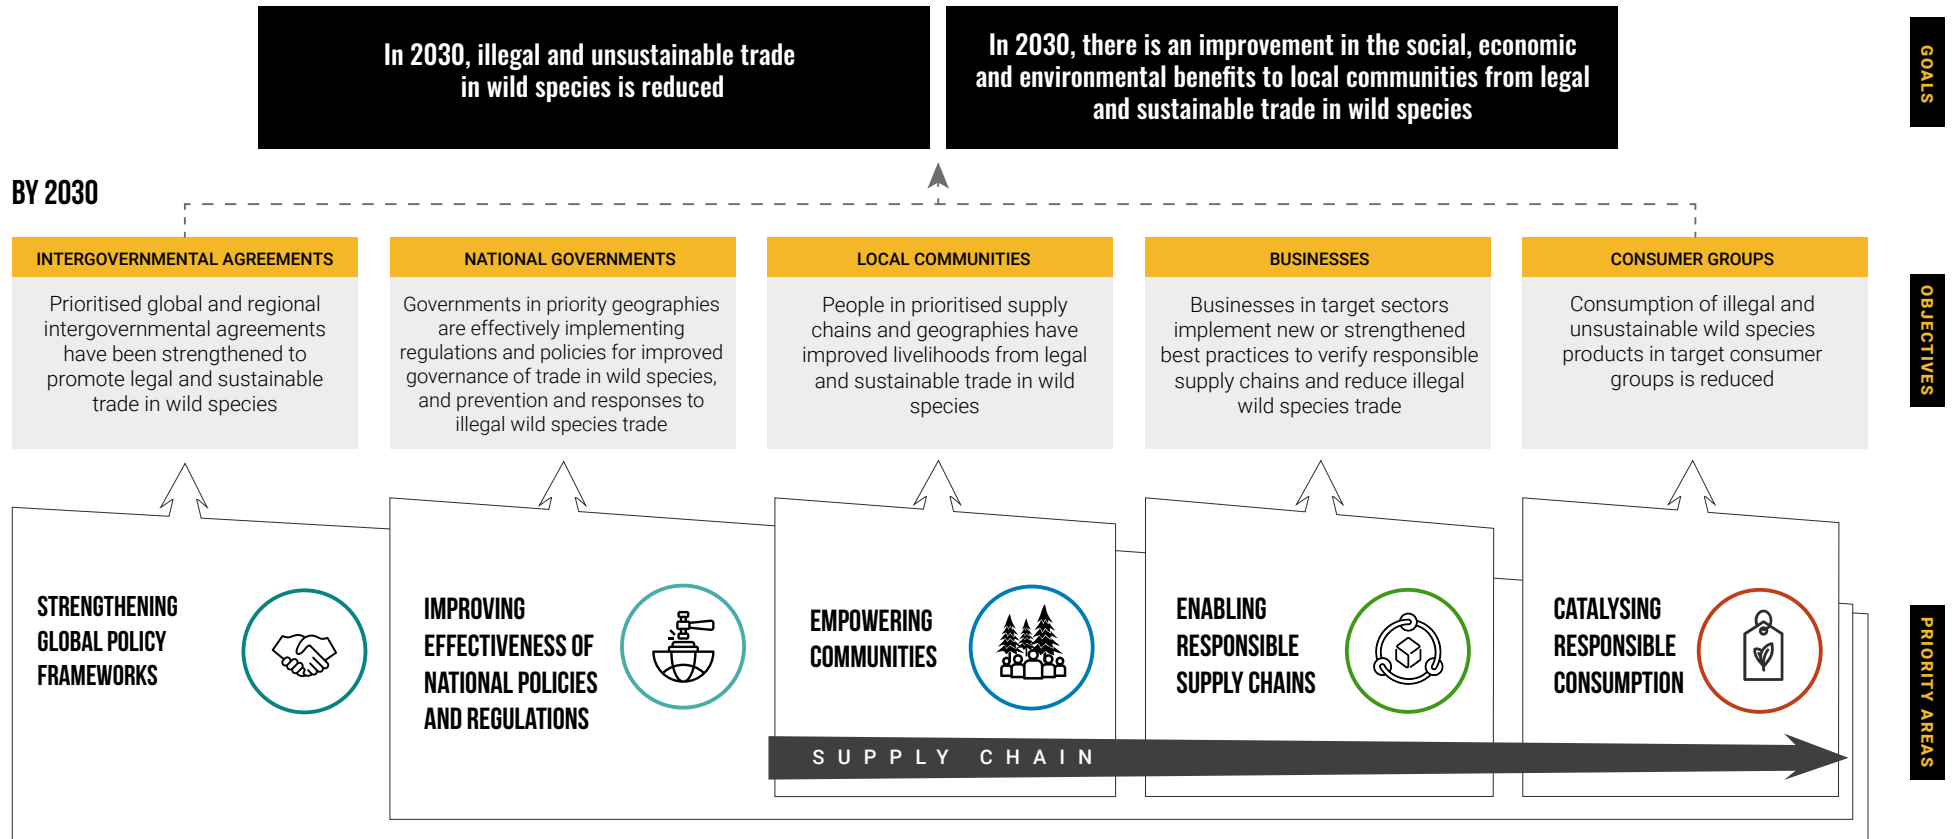 In 2030, illegal and unsustainable trade
in wild species is reduced
In 2030, there is an improvement in the social, economic
and environmental benefits to local communities from legal
and sustainable trade in wild species
GOALS
BY 2030
INTERGOVERNMENTAL AGREEMENTS
Prioritised global and regional
intergovernmental agreements
have been strengthened to
promote legal and sustainable
trade in wild species
NATIONAL GOVERNMENTS
Governments in priority geographies
are effectively implementing
regulations and policies for improved
governance of trade in wild species,
and prevention and responses to
illegal wild species trade
LOCAL COMMUNITIES
People in prioritised supply
chains and geographies have
improved livelihoods from legal
and sustainable trade in wild
species
BUSINESSES
Businesses in target sectors
implement new or strengthened
best practices to verify responsible
supply chains and reduce illegal
wild species trade
CONSUMER GROUPS
Consumption of illegal and
unsustainable wild species
products in target consumer
groups is reduced
OBJECTIVES
STRENGTHENING
GLOBAL POLICY
FRAMEWORKS
IMPROVING
EFFECTIVENESS OF
NATIONAL POLICIES
AND REGULATIONS
EMPOWERING
COMMUNITIES
ENABLING
RESPONSIBLE
SUPPLY CHAINS
CATALYSING
RESPONSIBLE
CONSUMPTION
PRIORITY AREAS
SUPPLY CHAIN